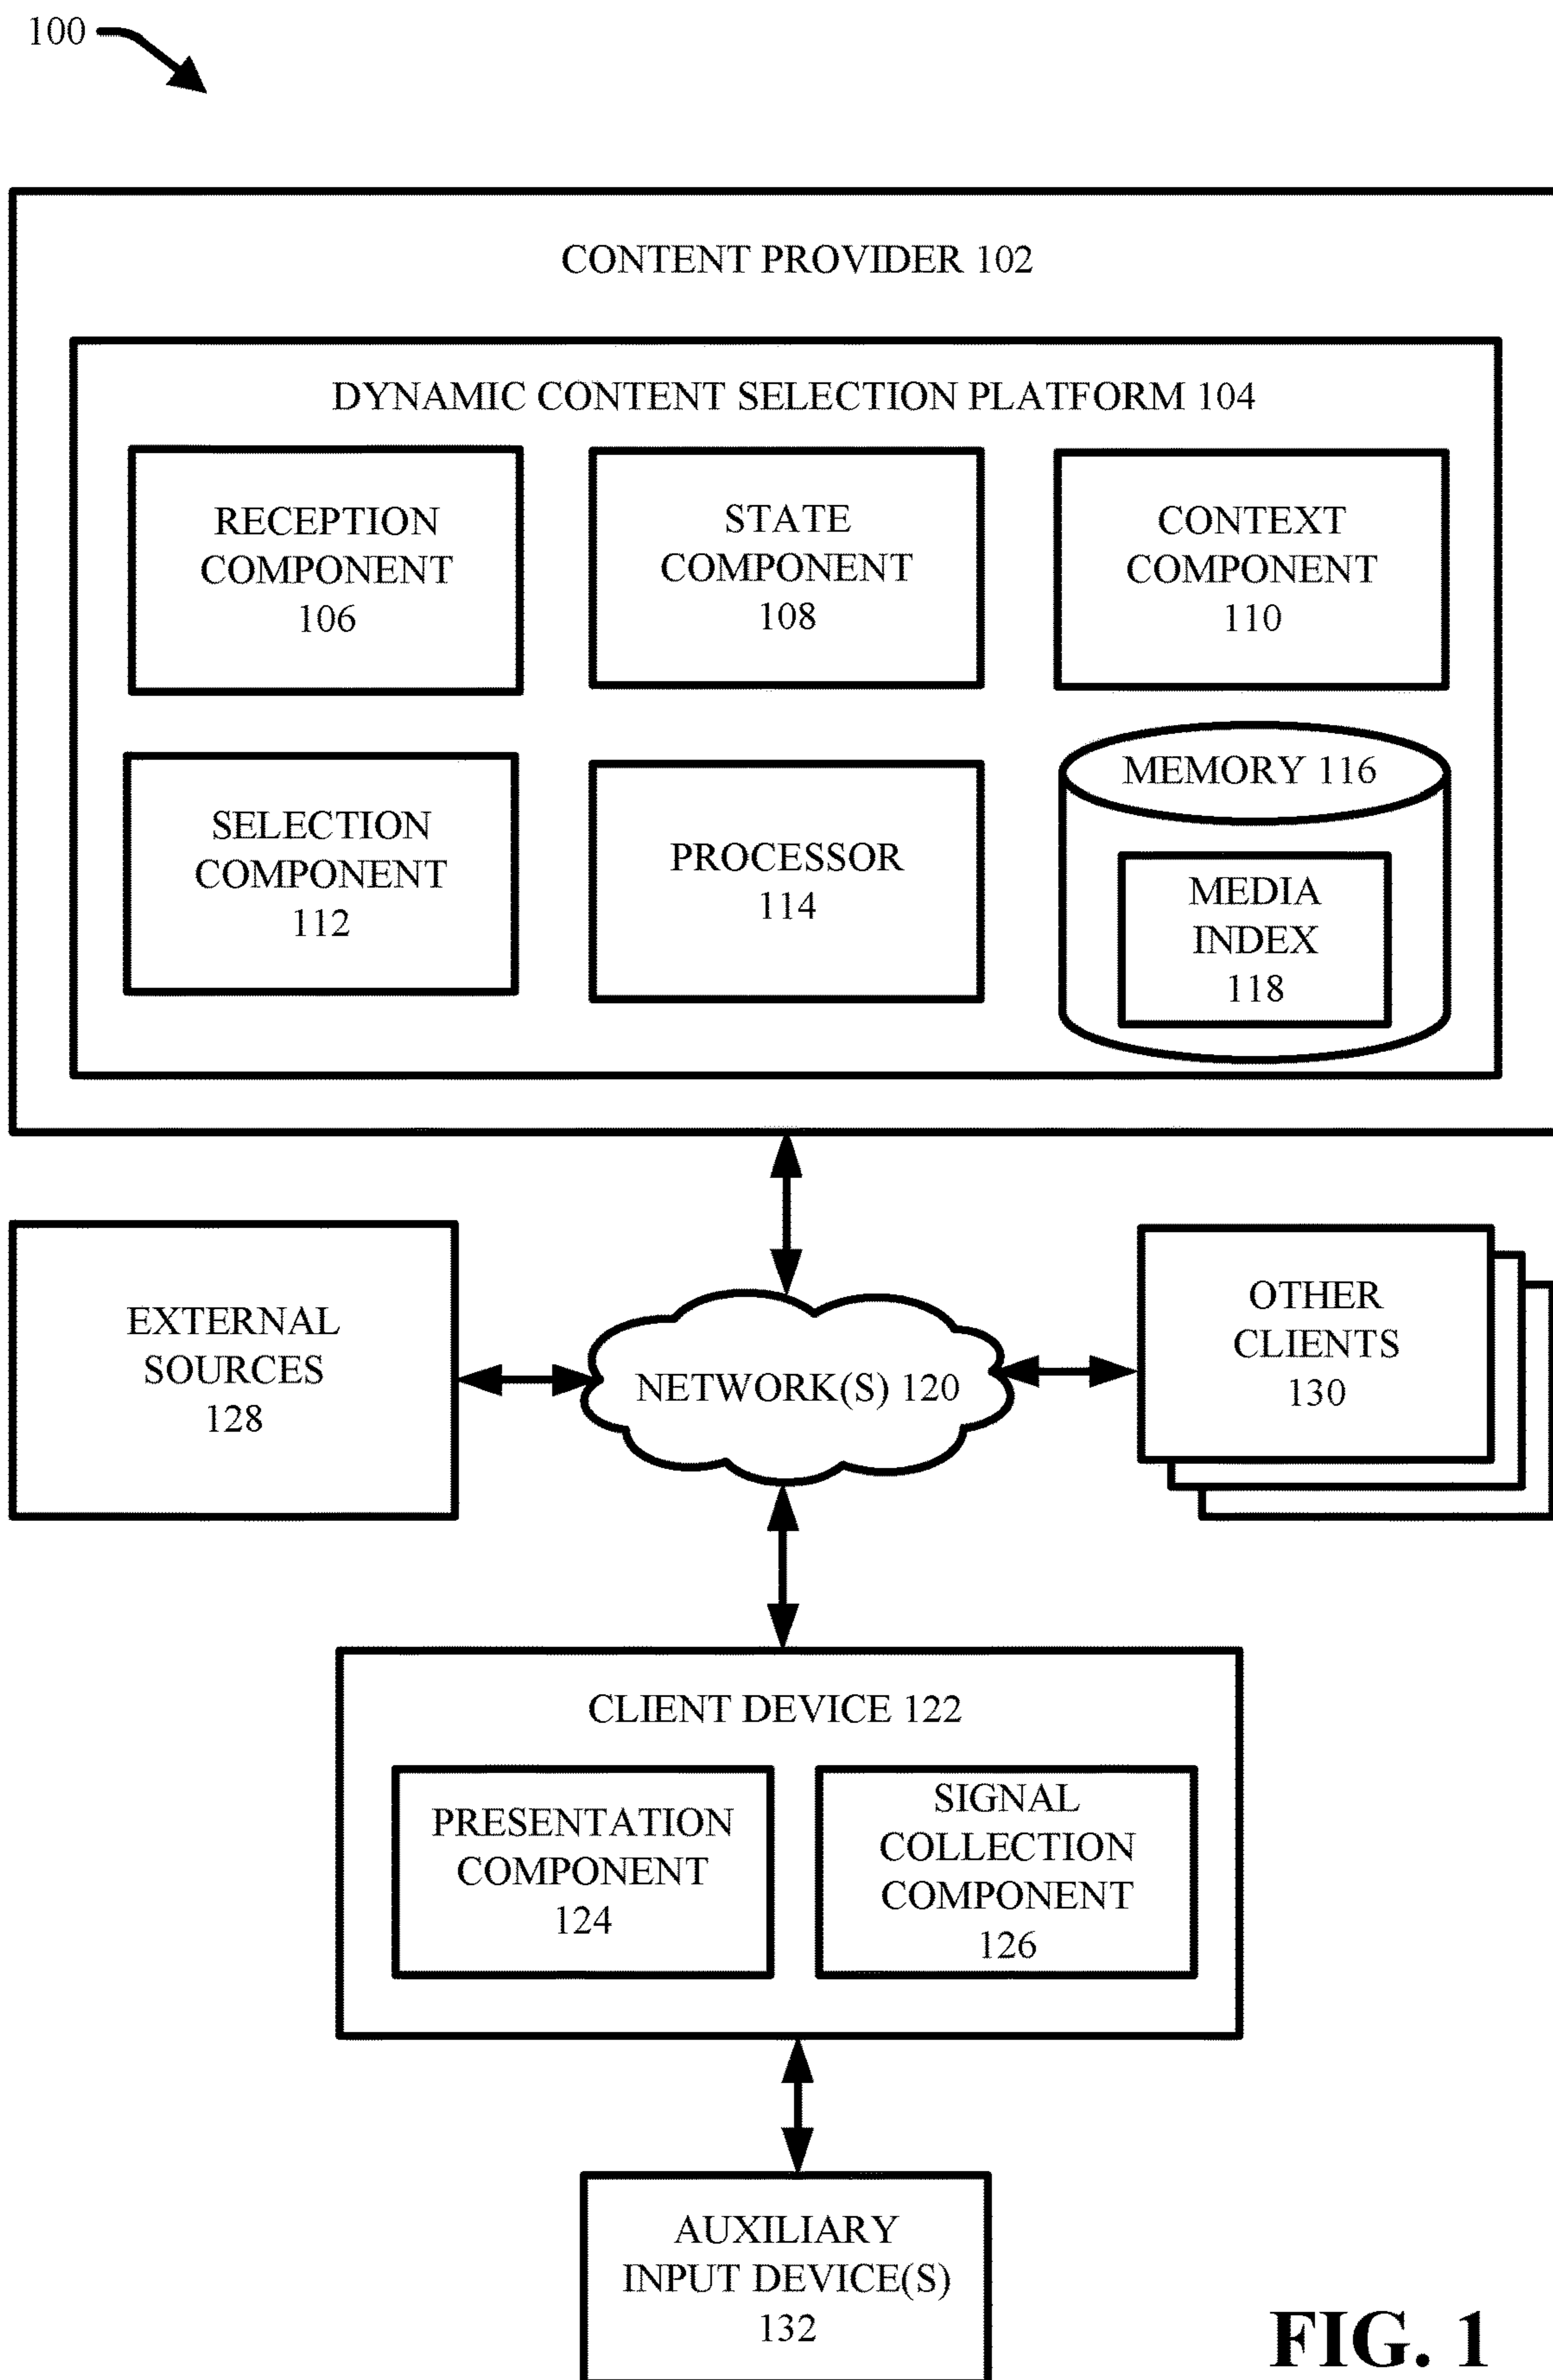 100
CONTENT PROVIDER 102
DYNAMIC CONTENT SELECTION PLATFORM 104
RECEPTION
COMPONENT
106
STATE
COMPONENT
108
CONTEXT
COMPONENT
110
SELECTION
COMPONENT
112
PROCESSOR
114
MEMORY 116
MEDIA
INDEX
118
EXTERNAL
SOURCES
128
NETWORK(S) 120
OTHER
CLIENTS
130
CLIENT DEVICE 122
PRESENTATION
COMPONENT
124
SIGNAL
COLLECTION
COMPONENT
126
AUXILIARY
INPUT DEVICE(S)
132
FIG. 1